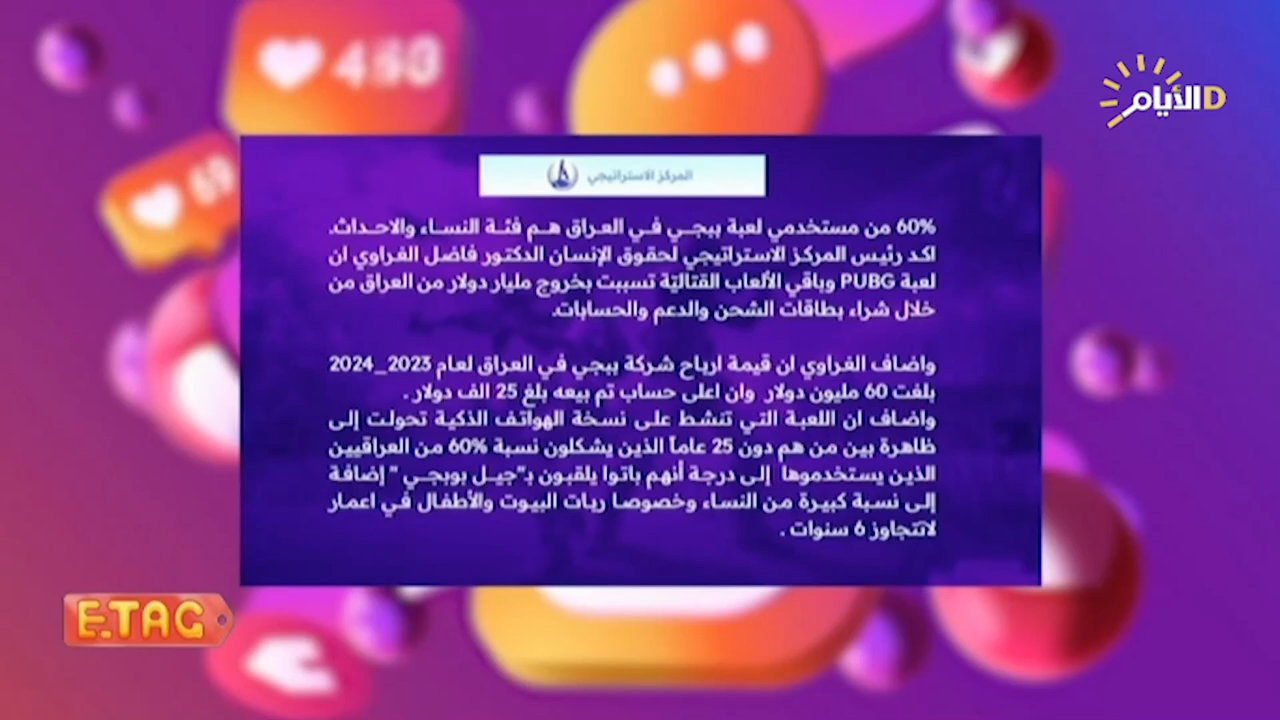 453
69
الأيام D
المركز الاستراتيجي
60% من مستخدمي لعبة ببجي في العراق هم فئة النساء والاحداث.
اكد رئيس المركز الاستراتيجي لحقوق الإنسان الدكتور فاضل الغراوي ان
لعبة PUBG وباقي الألعاب القتالية تسببت بخروج مليار دولار من العراق من
خلال شراء بطاقات الشحن والدعم والحسابات.
واضاف الغراوي ان قيمة ارباح شركة ببجي في العراق لعام 2023_2024
بلغت 60 مليون دولار وان اعلى حساب تم بيعه بلغ 25 الف دولار .
واضاف ان اللعبة التي تنشط على نسخة الهواتف الذكية تحولت إلى
ظاهرة بين من هم دون 25 عاماً الذين يشكلون نسبة 60% من العراقيين
الذين يستخدموها إلى درجة أنهم باتوا يلقبون بـ"جيل بوبجي " إضافة
إلى نسبة كبيرة من النساء وخصوصا ربات البيوت والأطفال في اعمار
لاتتجاوز 6 سنوات .
E.TAG